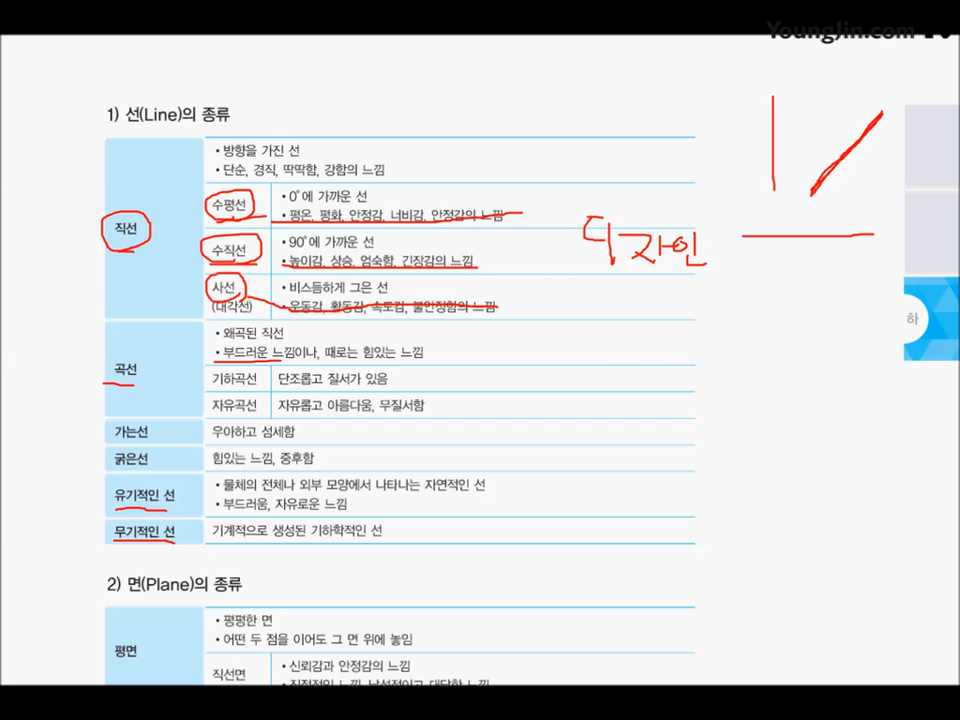 YoungJin.com
1) 선(Line)의 종류
직선
• 방향을 가진 선
• 단순, 경직, 딱딱함, 강함의 느낌
수평선
• 0°에 가까운 선
• 평온, 평화, 안정감, 너비감, 안정감의 느낌
수직선
• 90°에 가까운 선
• 높이감, 상승, 엄숙함, 긴장감의 느낌
사선
(대각선)
• 비스듬하게 그은 선
• 운동감, 활동감, 속도감, 불안정함의 느낌
디자인
하
곡선
• 왜곡된 직선
• 부드러운 느낌이나, 때로는 힘있는 느낌
기하곡선 단조롭고 질서가 있음
자유곡선 자유롭고 아름다움, 무질서함
가는선 우아하고 섬세함
굵은선 힘있는 느낌, 중후함
유기적인 선
• 물체의 전체나 외부 모양에서 나타나는 자연적인 선
• 부드러움, 자유로운 느낌
무기적인 선 기계적으로 생성된 기하학적인 선
2) 면(Plane)의 종류
평면
• 평평한 면
• 어떤 두 점을 이어도 그 면 위에 놓임
직선면
• 신뢰감과 안정감의 느낌